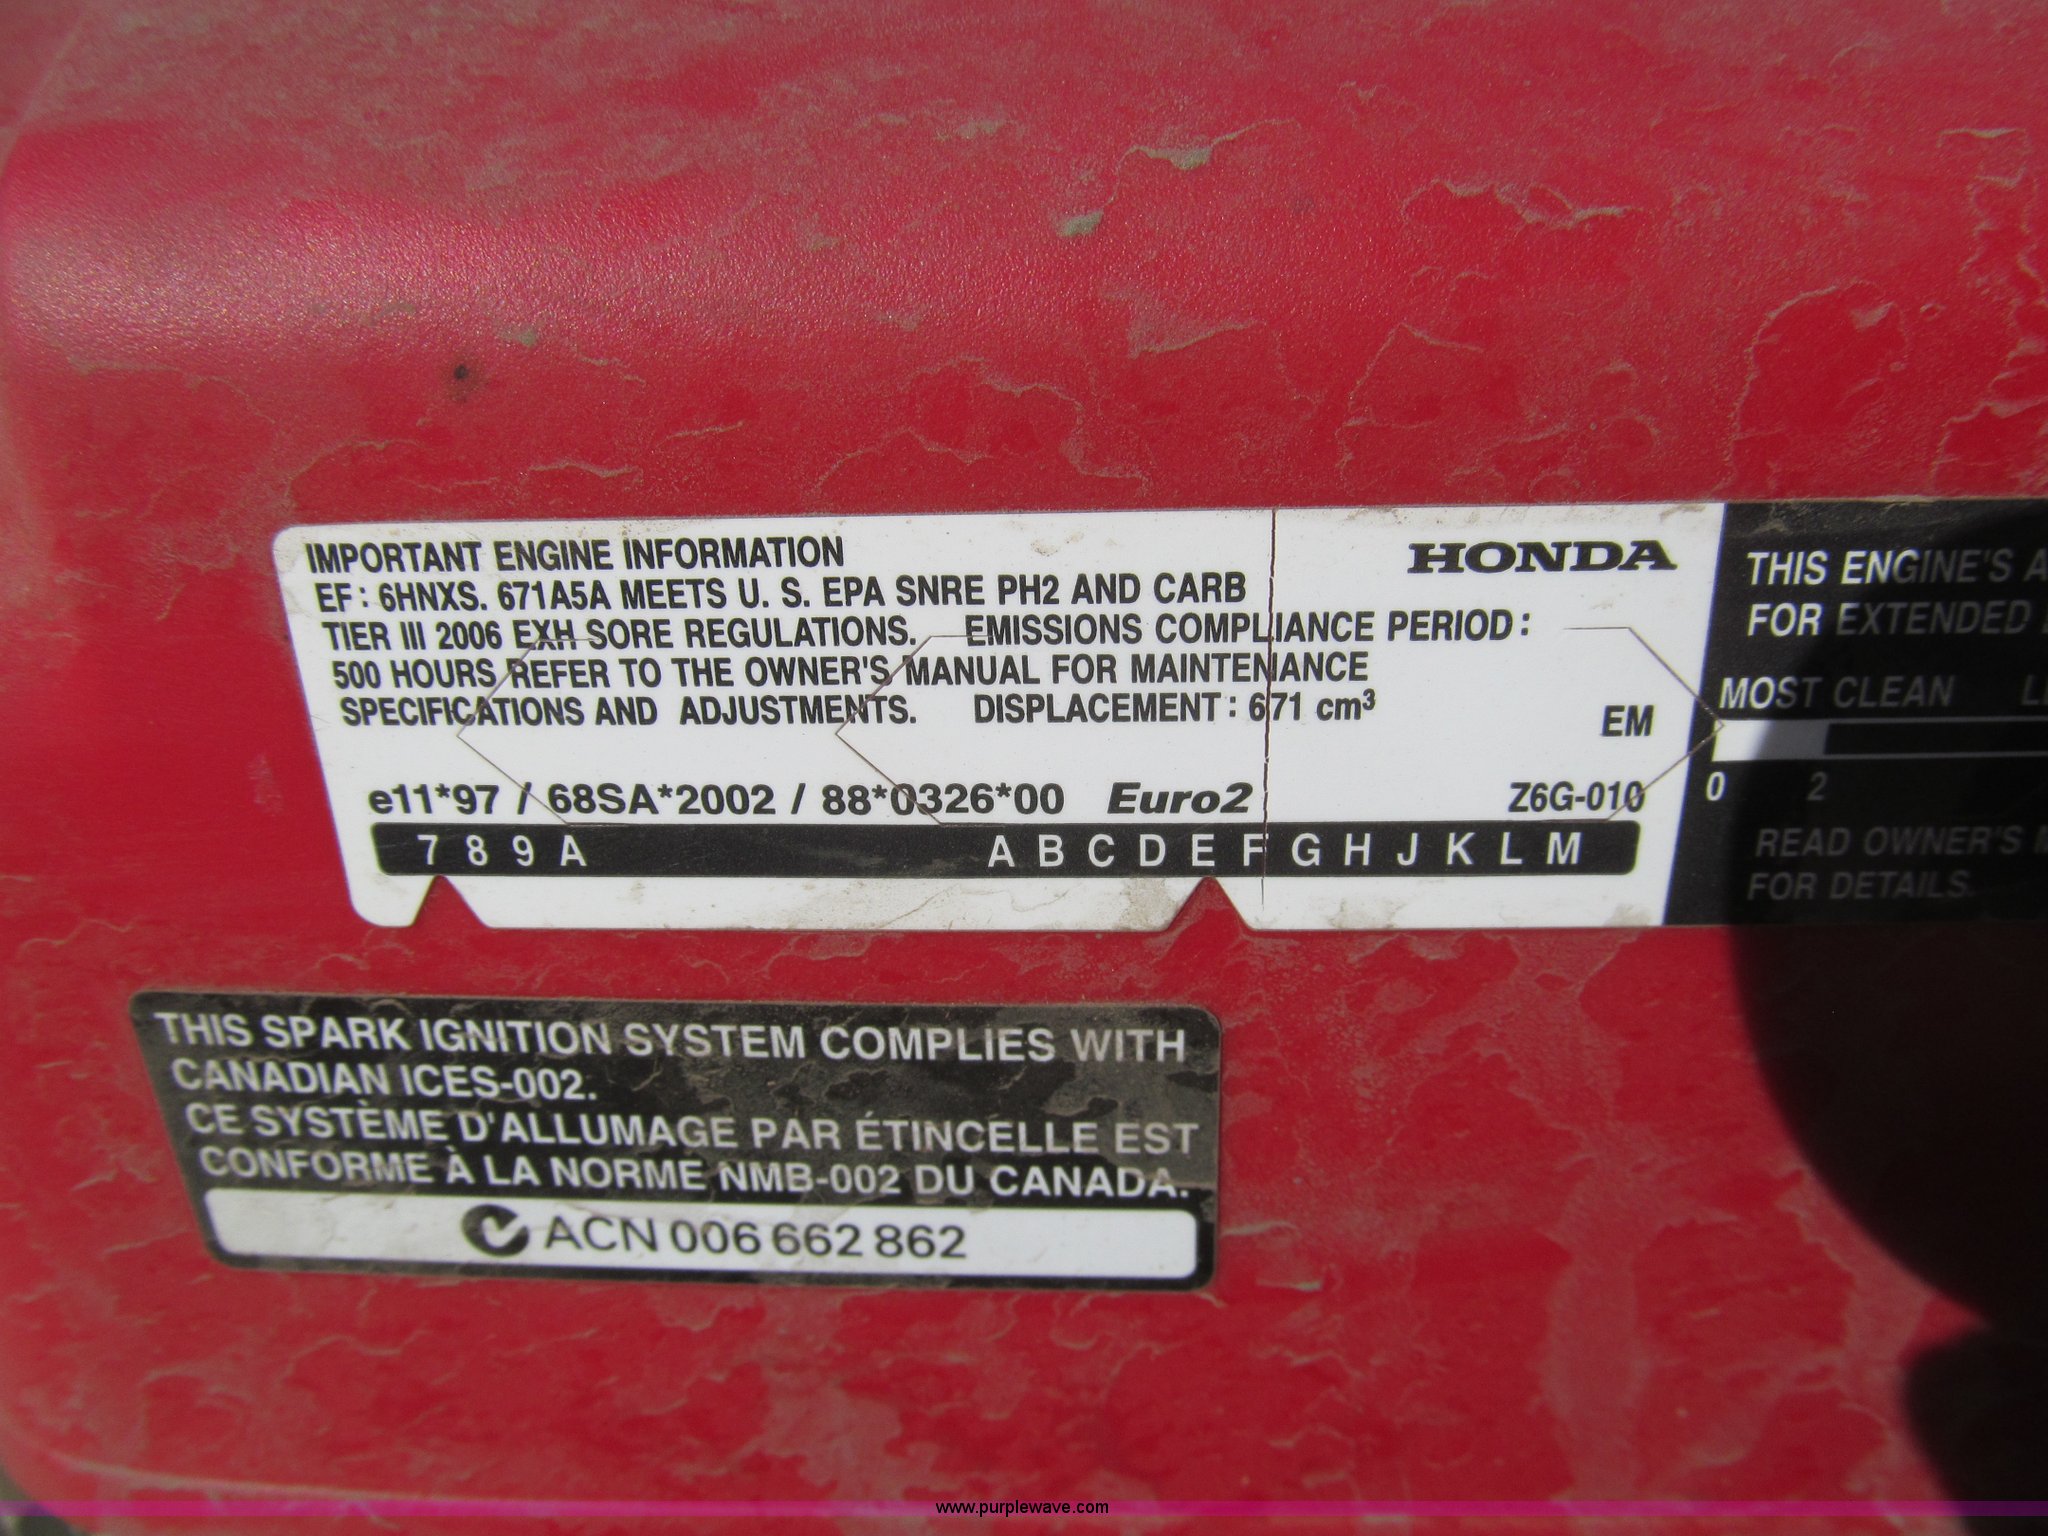 IMPORTANT ENGINE INFORMATION
EF: 6HNXS. 671A5A MEETS U. S. EPA SNRE PH2 AND CARB
TIER III 2006 EXH SORE REGULATIONS. EMISSIONS COMPLIANCE PERIOD:
500 HOURS REFER TO THE OWNER'S MANUAL FOR MAINTENANCE
SPECIFICATIONS AND ADJUSTMENTS. DISPLACEMENT: 671 cm³
HONDA
EM
e11*97 / 68SA*2002 / 88*0326*00 Euro2
Z6G-010
7 8 9 A A B C D E F G H J K L M
THIS ENGINE'S A
FOR EXTENDED
MOST CLEAN
0 2
READ OWNER'S
FOR DETAILS.
THIS SPARK IGNITION SYSTEM COMPLIES WITH
CANADIAN ICES-002.
CE SYSTÈME D'ALLUMAGE PAR ÉTINCELLE EST
CONFORME À LA NORME NMB-002 DU CANADA.
ACN 006 662 862
www.purplewave.com